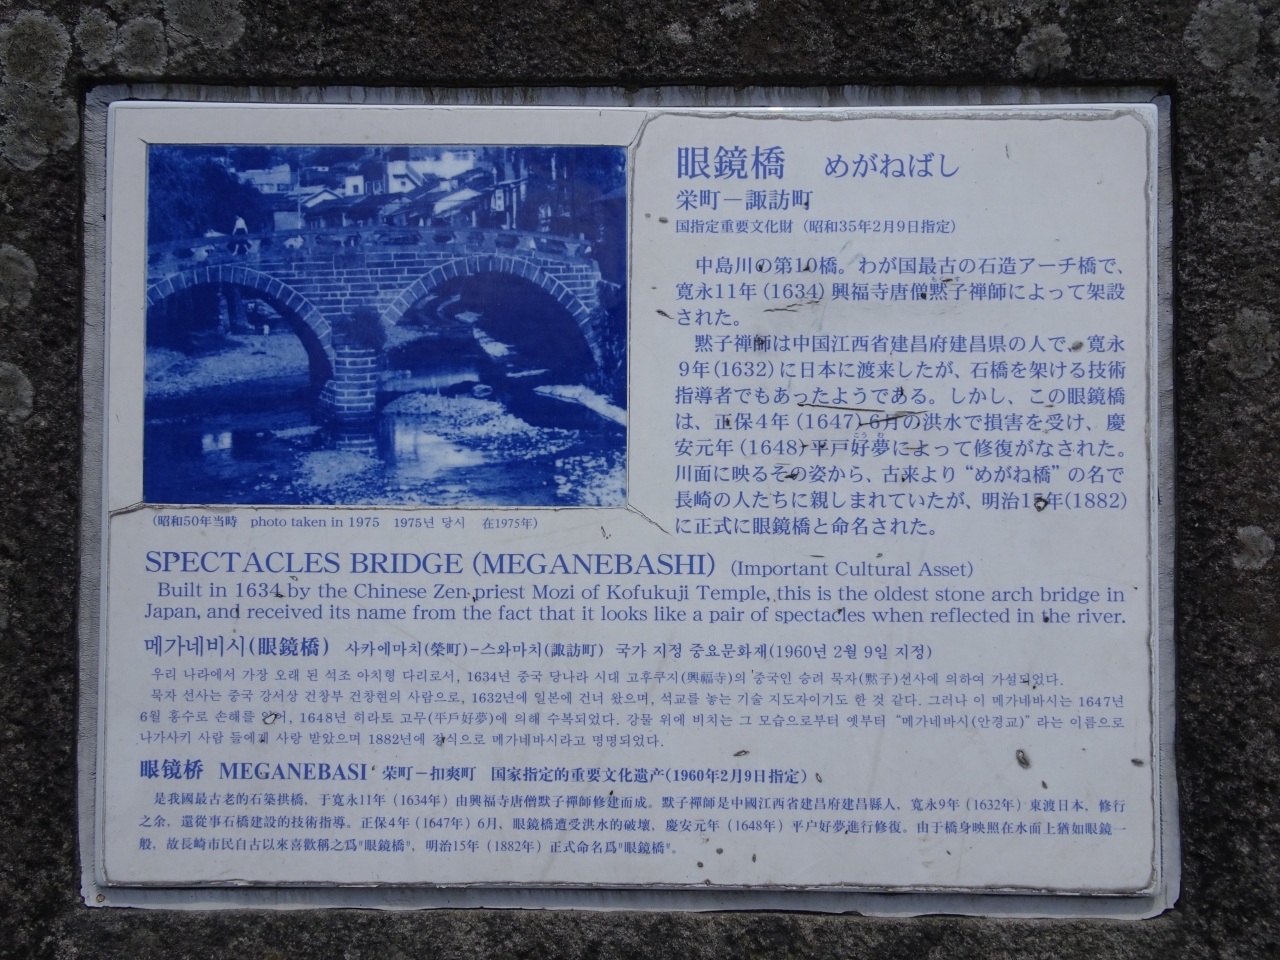 眼鏡橋 めがねばし
栄町－諏訪町
国指定重要文化財（昭和35年2月9日指定）
中島川の第10橋。わが国最古の石造アーチ橋で、
寛永11年（1634）興福寺唐僧黙子禅師によって架設
された。
黙子禅師は中国江西省建昌府建昌県の人で、寛永
9年（1632）に日本に渡来したが、石橋を架ける技術
指導者でもあったようである。しかし、この眼鏡橋
は、正保4年（1647）6月の洪水で損害を受け、慶
安元年（1648）平戸好夢によって修復がなされた。
川面に映るその姿から、古来より“めがね橋”の名で
長崎の人たちに親しまれていたが、明治15年(1882)
に正式に眼鏡橋と命名された。
（昭和50年当時 photo taken in 1975 1975년 당시 在1975年）
SPECTACLES BRIDGE (MEGANEBASHI) (Important Cultural Asset)
Built in 1634 by the Chinese Zen priest Mozi of Kofukuji Temple, this is the oldest stone arch bridge in
Japan, and received its name from the fact that it looks like a pair of spectacles when reflected in the river.
메가네비시(眼鏡橋) 사카에마치(榮町)-스와마치(諏訪町) 국가 지정 중요문화재(1960년 2월 9일 지정)
우리 나라에서 가장 오래 된 석조 아치형 다리로서, 1634년 중국 당나라 시대 고후쿠지(興福寺)의 중국인 승려 묵자(黙子)선사에 의하여 가설되었다.
묵자 선사는 중국 강서상 건창부 건창현의 사람으로, 1632년에 일본에 건너 왔으며, 석교를 놓는 기술 지도자이기도 한 것 같다. 그러나 이 메가네바시는 1647년
6월 홍수로 손해를 입어, 1648년 히라토 고무(平戶好夢)에 의해 수복되었다. 강물 위에 비치는 그 모습으로부터 옛부터 “메가네바시(안경교)” 라는 이름으로
나가사키 사람 들에게 사랑 받았으며 1882년에 정식으로 메가네바시라고 명명되었다.
眼镜桥 MEGANEBASI 荣町－扣爽町 国家指定的重要文化遗产(1960年2月9日指定)
是我國最古老的石築拱橋，于寬永11年（1634年）由興福寺唐僧默子禪師修建而成。默子禪師是中國江西省建昌府建昌縣人，寬永9年（1632年）東渡日本，修行
之余，還從事石橋建設的技術指導。正保4年（1647年）6月，眼鏡橋遭受洪水的破壞，慶安元年（1648年）平户好夢進行修復。由于橋身映照在水面上猶如眼鏡一
般，故長崎市民自古以來喜歡稱之爲"眼鏡橋"，明治15年（1882年）正式命名爲"眼鏡橋"。